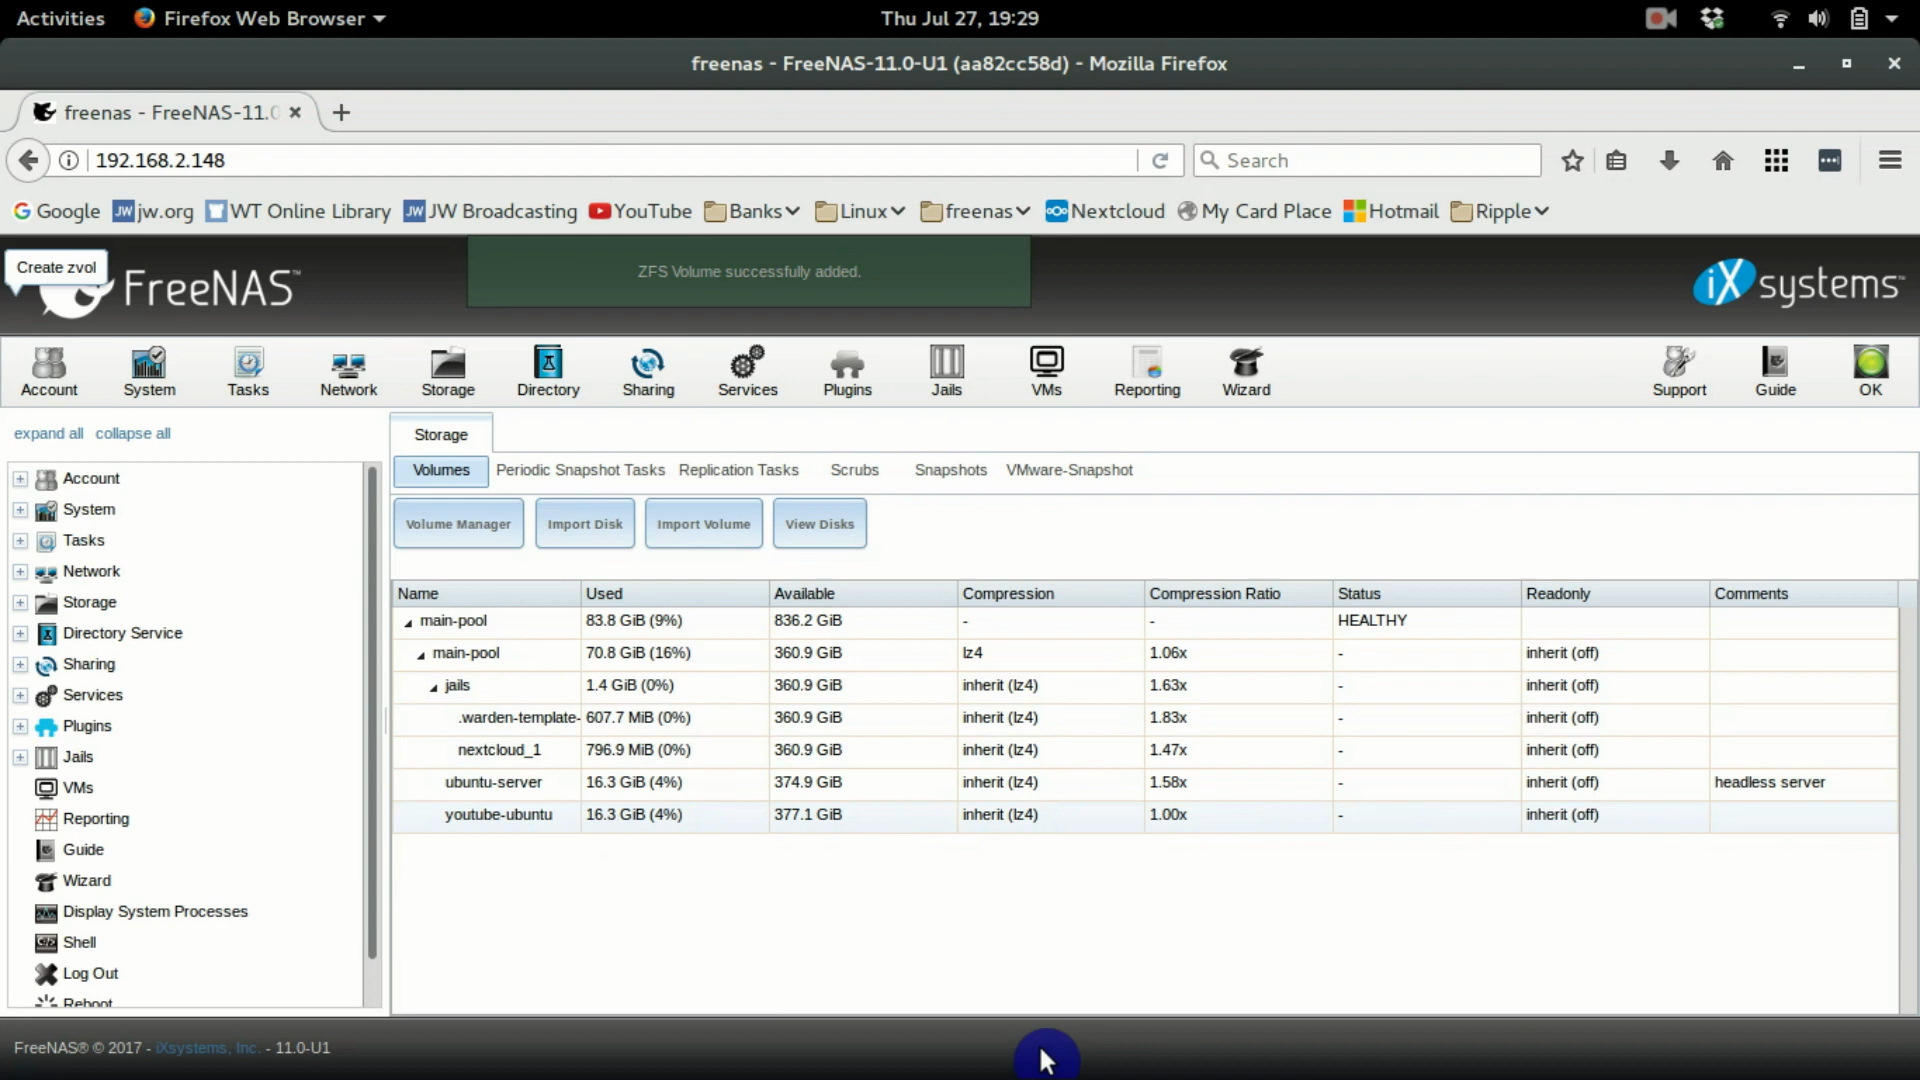 Activities Firefox Web Browser Thu Jul 27, 19:29
freenas - FreeNAS-11.0-U1 (aa82cc58d) - Mozilla Firefox
freenas - FreeNAS-11.0
192.168.2.148 Search
Google jw.org WT Online Library JW Broadcasting YouTube Banks Linux freenas Nextcloud My Card Place Hotmail Ripple
Create zvol
FreeNAS™
ZFS Volume successfully added.
iXsystems™
Account System Tasks Network Storage Directory Sharing Services Plugins Jails VMs Reporting Wizard Support Guide OK
expand all collapse all
Account
System
Tasks
Network
Storage
Directory Service
Sharing
Services
Plugins
Jails
VMs
Reporting
Guide
Wizard
Display System Processes
Shell
Log Out
Reboot
Storage
Volumes Periodic Snapshot Tasks Replication Tasks Scrubs Snapshots VMware-Snapshot
Volume Manager Import Disk Import Volume View Disks
Name Used Available Compression Compression Ratio Status Readonly Comments
main-pool 83.8 GiB (9%) 836.2 GiB - - HEALTHY
main-pool 70.8 GiB (16%) 360.9 GiB lz4 1.06x - inherit (off)
jails 1.4 GiB (0%) 360.9 GiB inherit (lz4) 1.63x - inherit (off)
.warden-template- 607.7 MiB (0%) 360.9 GiB inherit (lz4) 1.83x - inherit (off)
nextcloud_1 796.9 MiB (0%) 360.9 GiB inherit (lz4) 1.47x - inherit (off)
ubuntu-server 16.3 GiB (4%) 374.9 GiB inherit (lz4) 1.58x - inherit (off) headless server
youtube-ubuntu 16.3 GiB (4%) 377.1 GiB inherit (lz4) 1.00x - inherit (off)
FreeNAS® © 2017 - iXsystems, Inc. - 11.0-U1